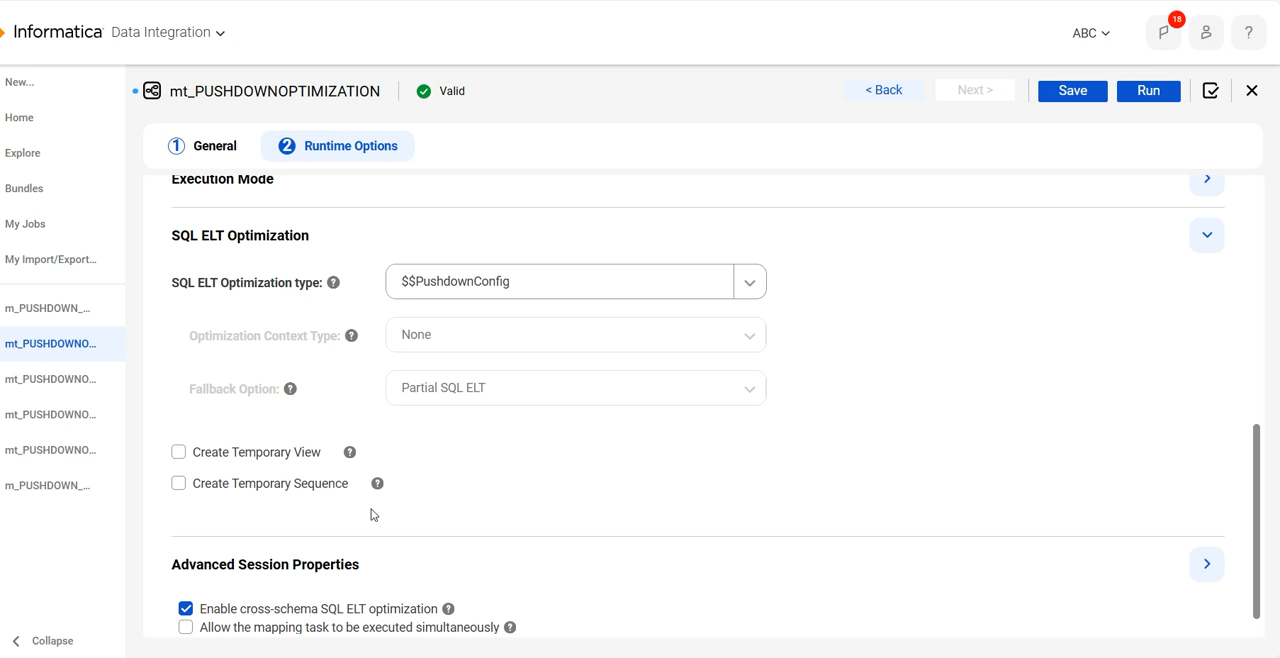 Informatica Data Integration
ABC
18
?
New...
Home
Explore
Bundles
My Jobs
My Import/Export...
m_PUSHDOWN_...
mt_PUSHDOWNO...
mt_PUSHDOWNO...
mt_PUSHDOWNO...
mt_PUSHDOWNO...
m_PUSHDOWN_...
Collapse
mt_PUSHDOWNOPTIMIZATION
Valid
< Back
Next >
Save
Run
1 General
2 Runtime Options
Execution Mode
SQL ELT Optimization
SQL ELT Optimization type: ?
$$PushdownConfig
Optimization Context Type: ?
None
Fallback Option: ?
Partial SQL ELT
Create Temporary View ?
Create Temporary Sequence ?
Advanced Session Properties
Enable cross-schema SQL ELT optimization ?
Allow the mapping task to be executed simultaneously ?